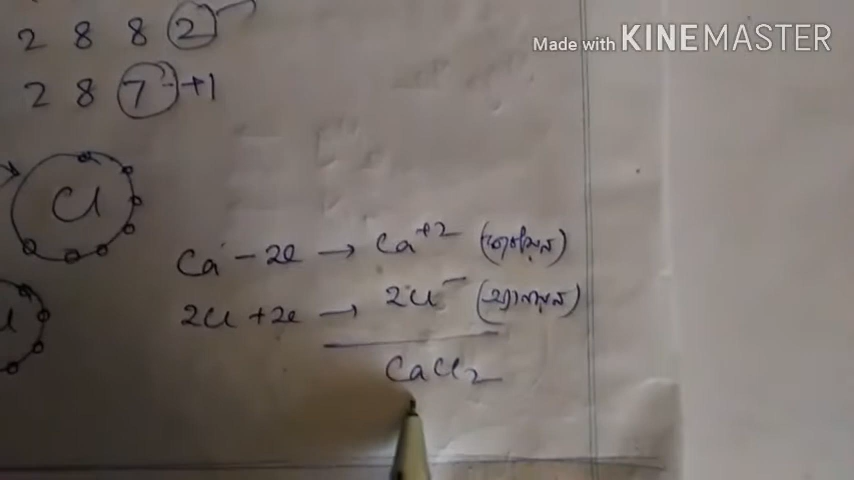 Made with KINEMASTER
2 8 8 2
2 8 7 +1
Cl
Ca - 2e → Ca⁺²
2Cl + 2e → 2Cl⁻
CaCl₂